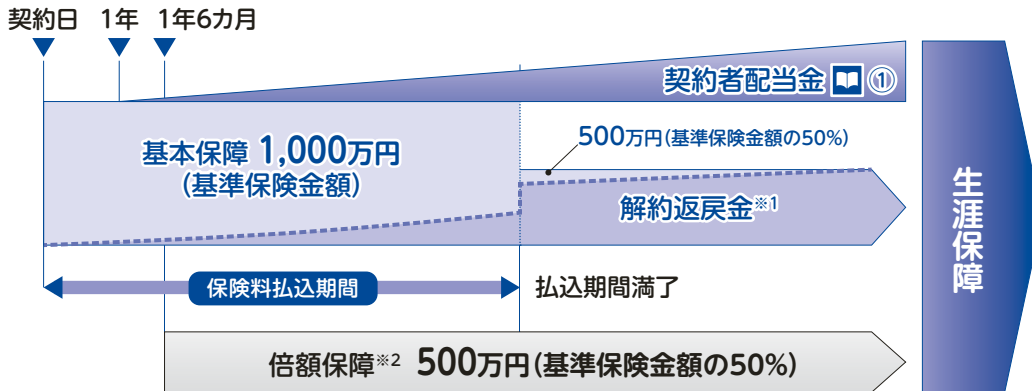 契約日 1年 1年6カ月
契約者配当金 ①
基本保障 1,000万円
(基準保険金額)
500万円(基準保険金額の50%)
解約返戻金※1
生涯保障
保険料払込期間
払込期間満了
倍額保障※2 500万円(基準保険金額の50%)